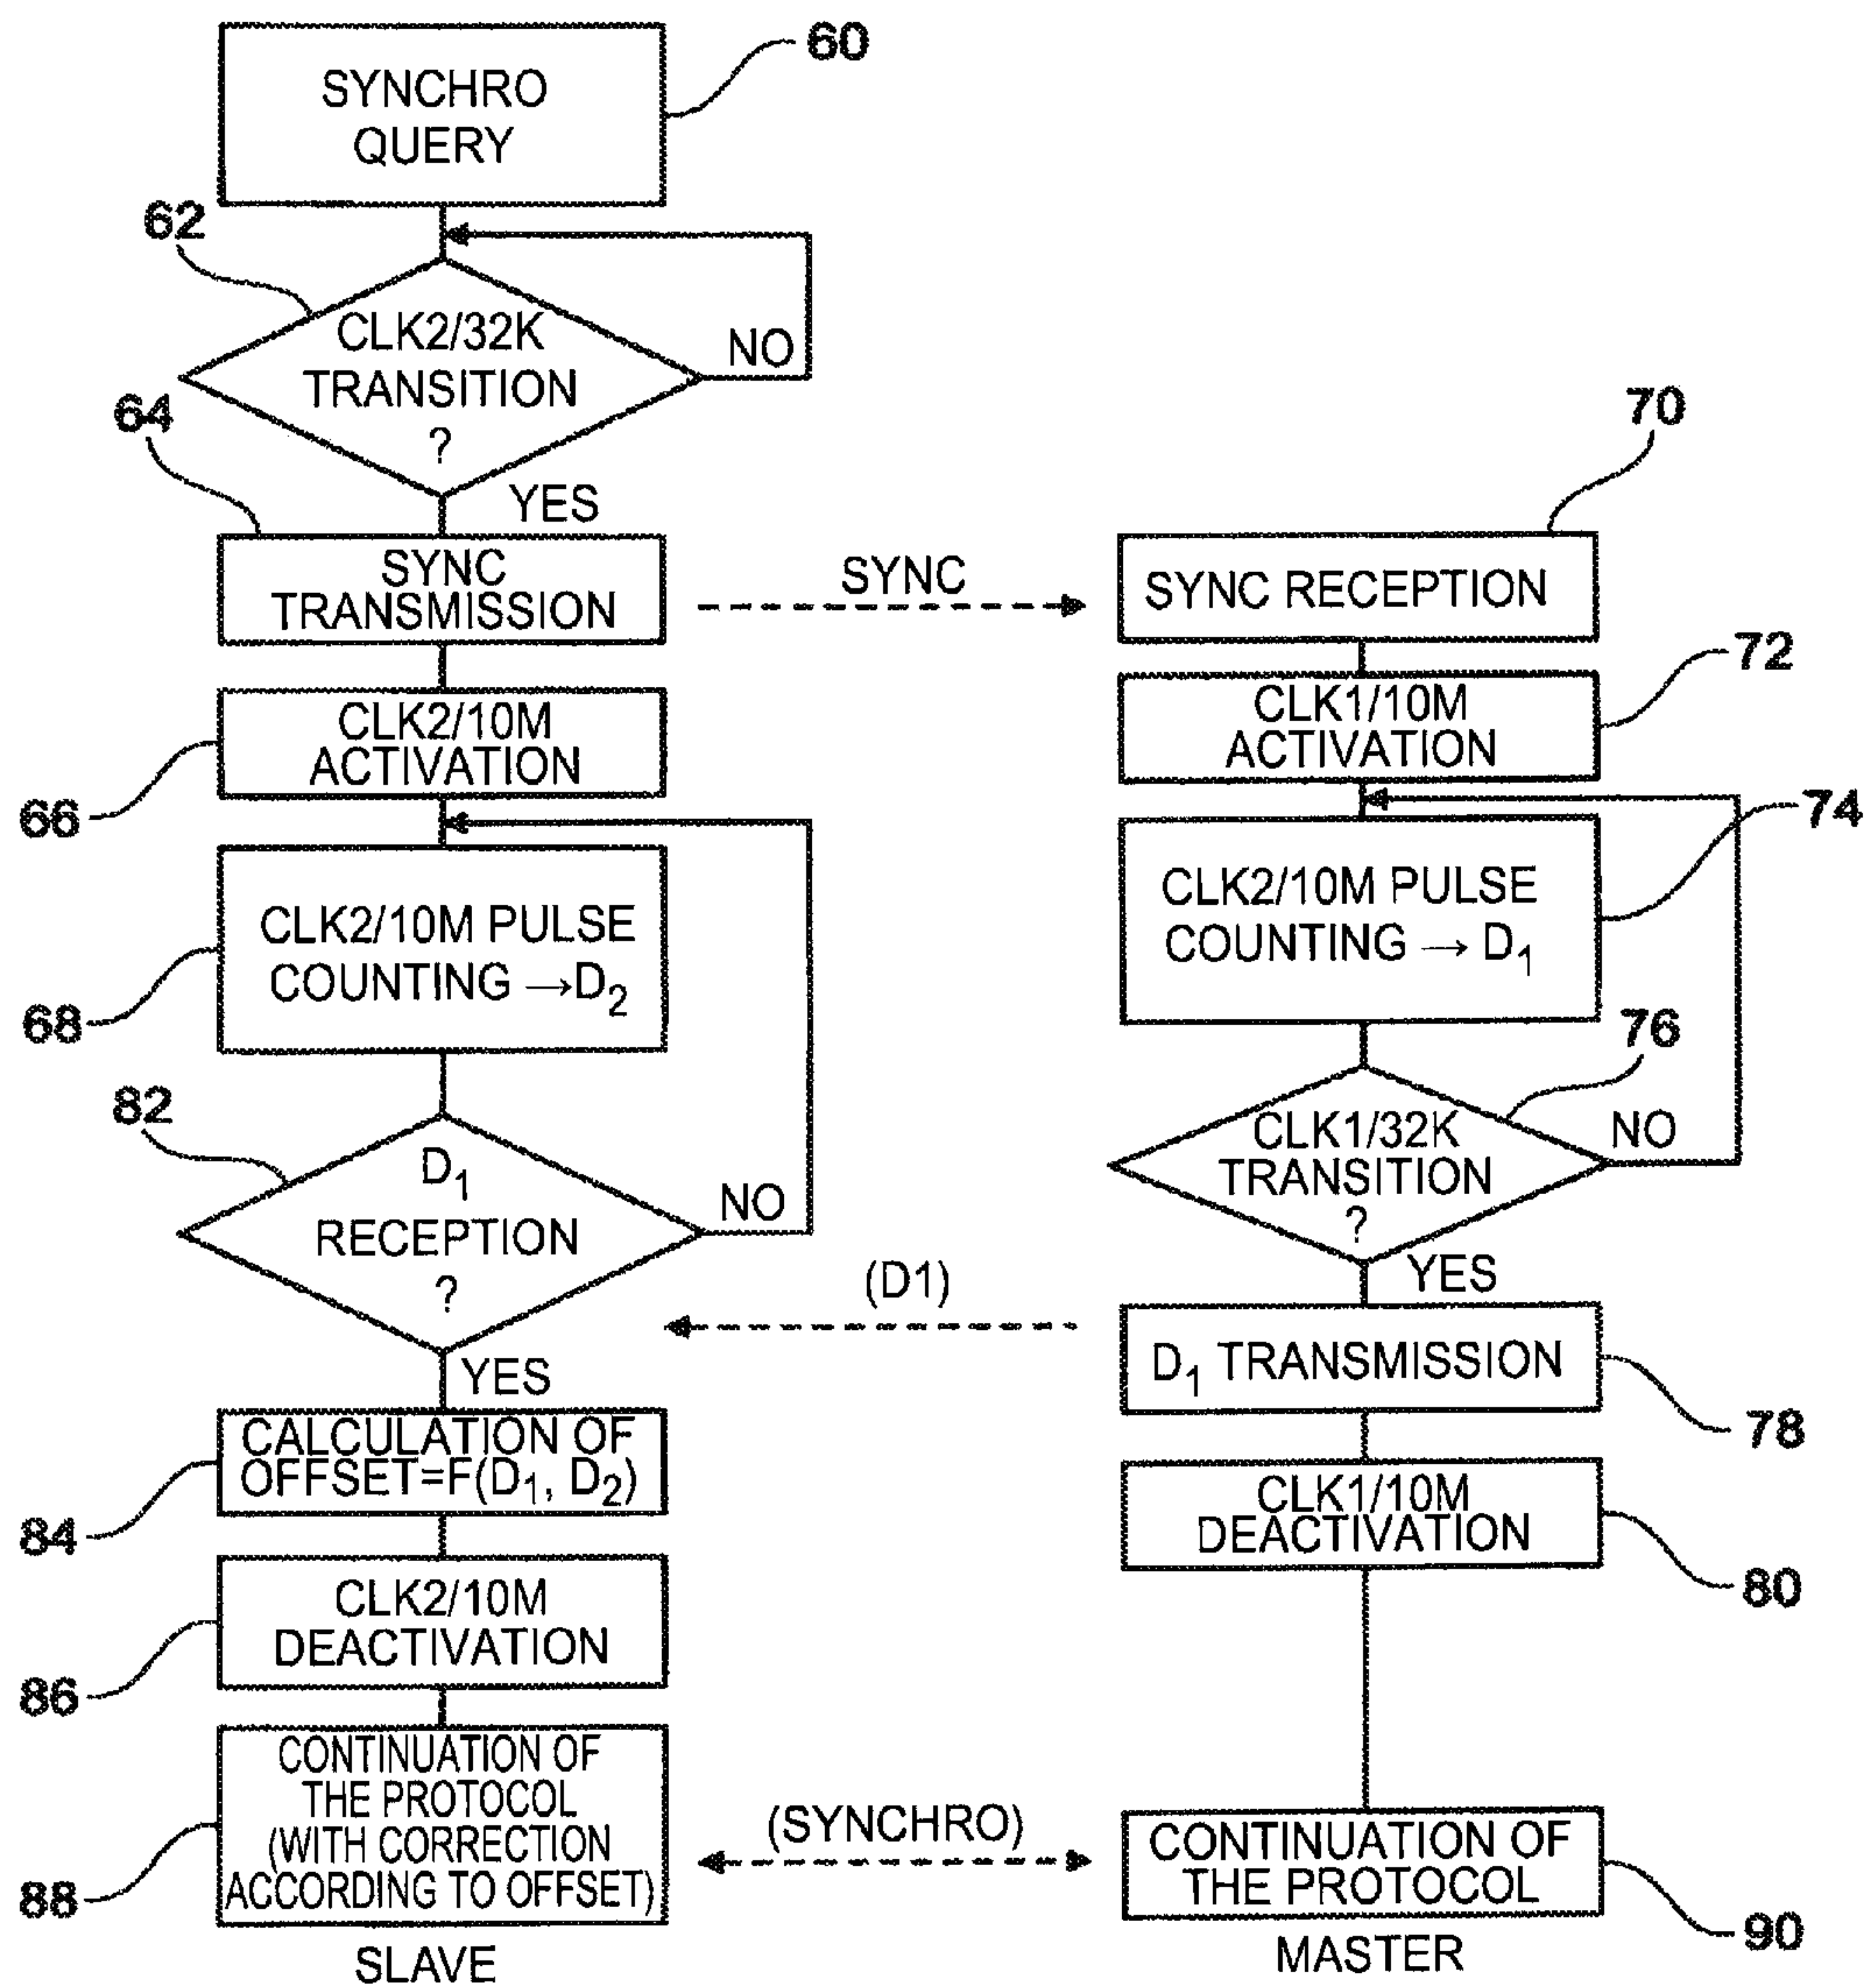 60
SYNCHRO
QUERY
62
CLK2/32K
TRANSITION
?
NO
YES
64
SYNC
TRANSMISSION
SYNC
70
SYNC RECEPTION
66
CLK2/10M
ACTIVATION
72
CLK1/10M
ACTIVATION
68
CLK2/10M PULSE
COUNTING →D2
74
CLK2/10M PULSE
COUNTING → D1
76
CLK1/32K
TRANSITION
?
NO
YES
82
D1
RECEPTION
?
NO
YES
(D1)
D1 TRANSMISSION
78
84
CALCULATION OF
OFFSET=F(D1, D2)
CLK1/10M
DEACTIVATION
80
86
CLK2/10M
DEACTIVATION
88
CONTINUATION OF
THE PROTOCOL
(WITH CORRECTION
ACCORDING TO OFFSET)
(SYNCHRO)
CONTINUATION OF
THE PROTOCOL
90
SLAVE
MASTER